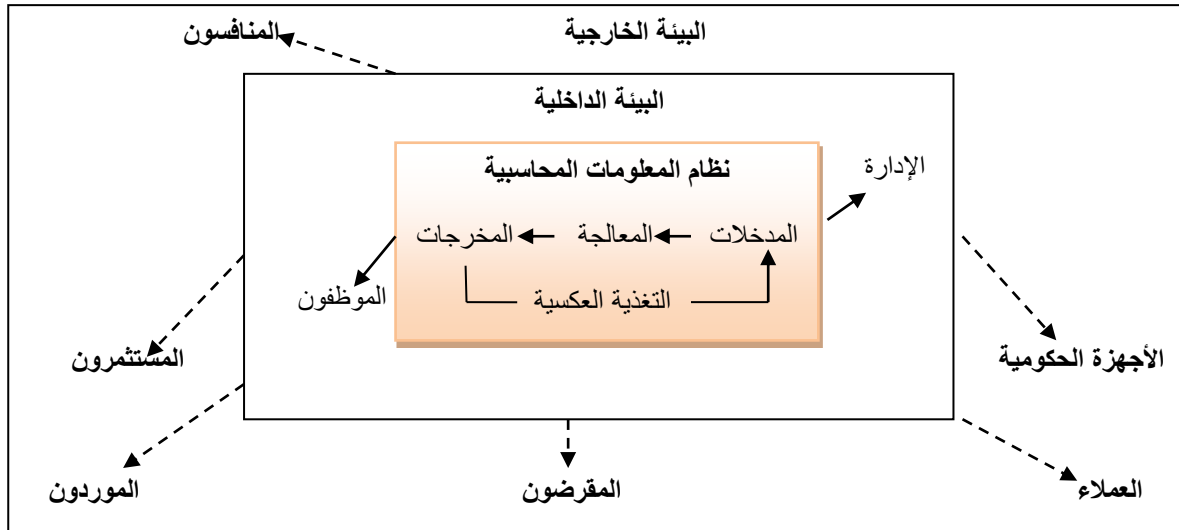 البيئة الخارجية
المنافسون
البيئة الداخلية
نظام المعلومات المحاسبية
الإدارة
المدخلات
المعالجة
المخرجات
التغذية العكسية
الموظفون
الأجهزة الحكومية
المستثمرون
العملاء
المقرضون
الموردون